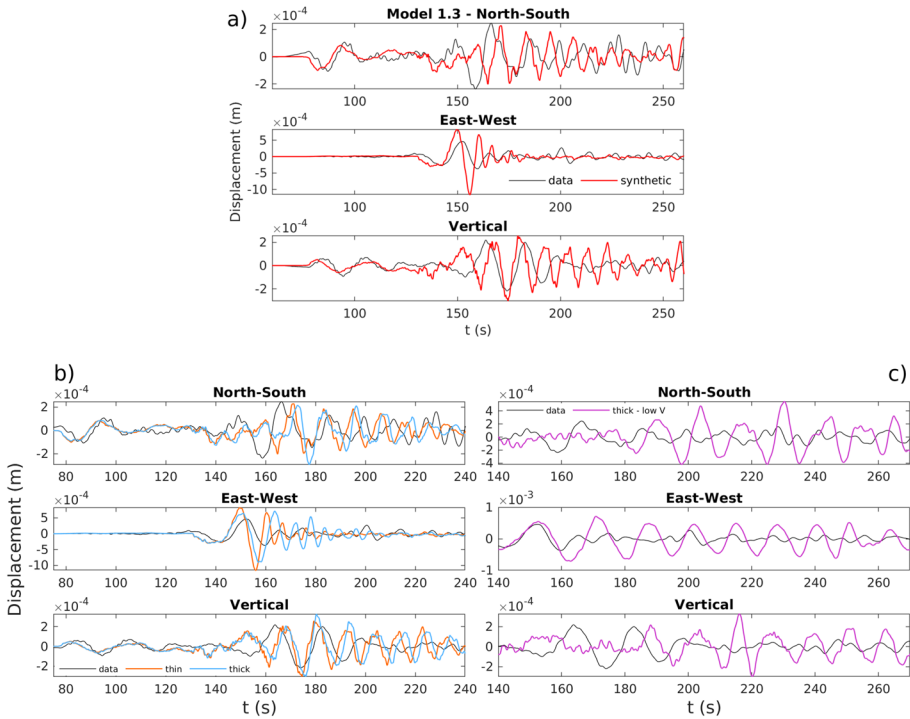 a)
Model 1.3 - North-South
×10⁻⁴
2
0
-2
100
150
200
250
East-West
×10⁻⁴
5
0
-5
-10
data
synthetic
100
150
200
250
Displacement (m)
Vertical
×10⁻⁴
2
0
-2
100
150
200
250
t (s)
b)
North-South
×10⁻⁴
2
0
-2
80 100 120 140 160 180 200 220 240
East-West
×10⁻⁴
5
0
-5
-10
80 100 120 140 160 180 200 220 240
Displacement (m)
Vertical
×10⁻⁴
2
0
-2
data thin thick
80 100 120 140 160 180 200 220 240
t (s)
c)
North-South
×10⁻⁴
4
2
0
-2
-4
data thick - low V
140 160 180 200 220 240 260
East-West
×10⁻³
1
0
-1
140 160 180 200 220 240 260
Vertical
×10⁻⁴
2
0
-2
140 160 180 200 220 240 260
t (s)